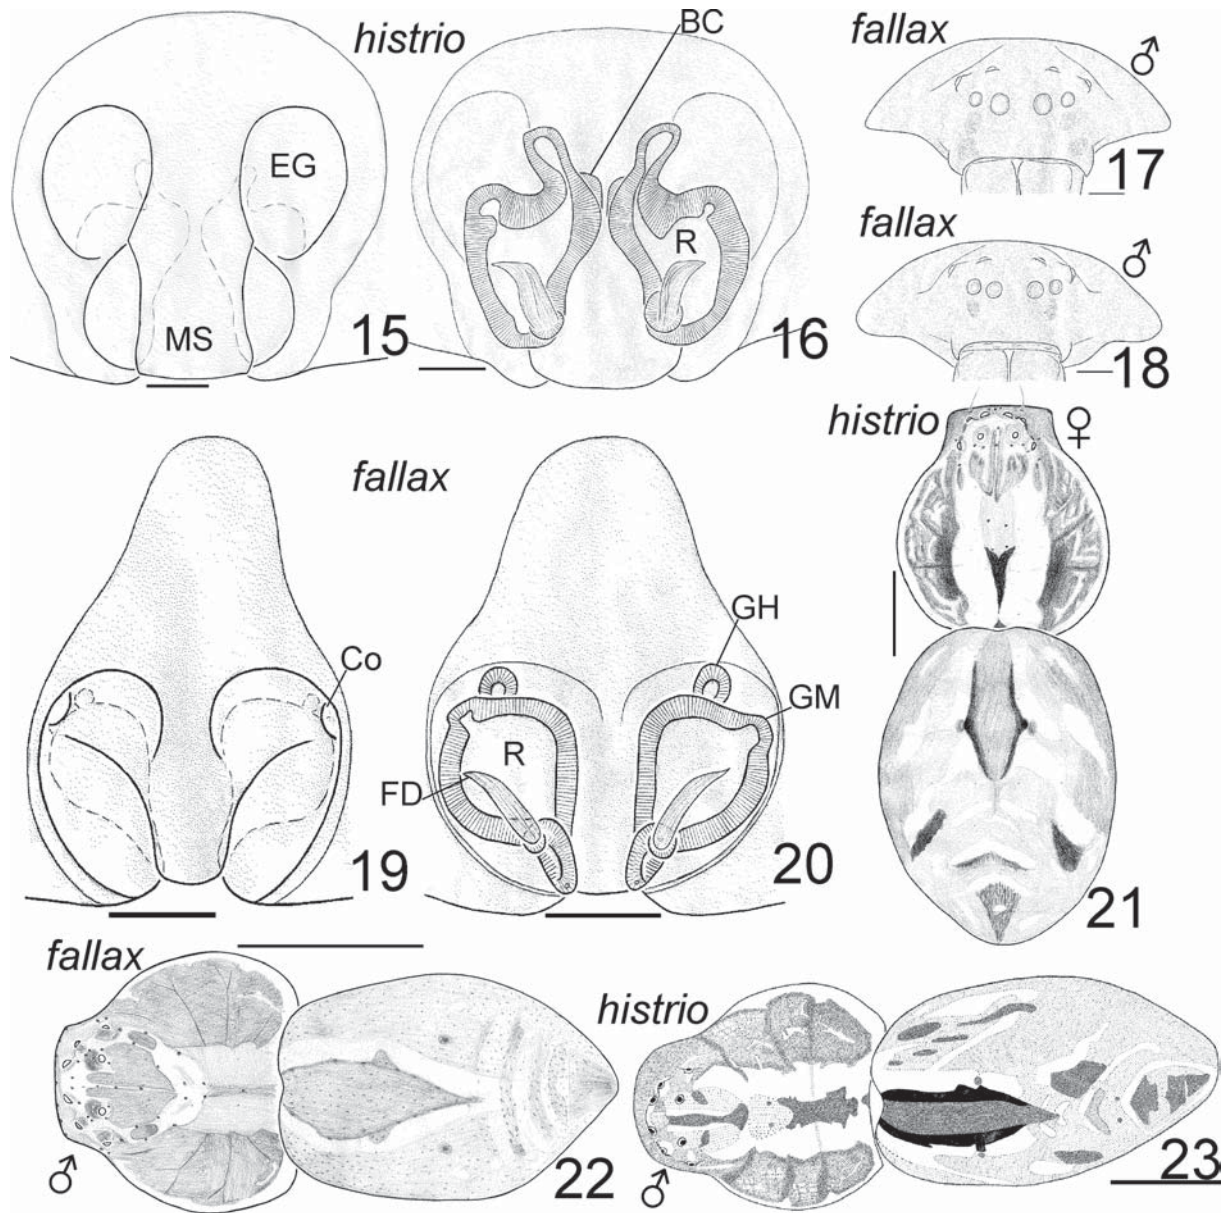 histrio
BC
fallax
♂
EG
17
R
fallax
♂
MS
15
16
18
histrio
♀
fallax
Co
GH
GM
R
FD
19
20
21
fallax
histrio
♂
22
♂
23